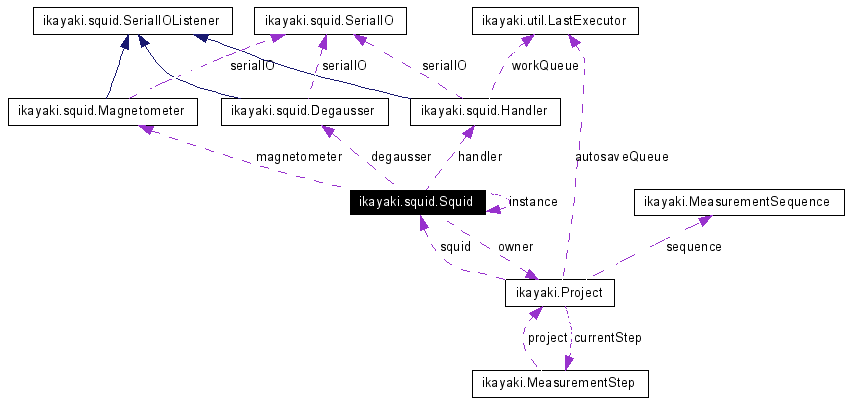 ikayaki.squid.SerialIOListener
ikayaki.squid.SerialIO
ikayaki.util.LastExecutor
serialIO
serialIO
serialIO
workQueue
ikayaki.squid.Magnetometer
ikayaki.squid.Degausser
ikayaki.squid.Handler
magnetometer
degausser
handler
autosaveQueue
ikayaki.squid.Squid
instance
ikayaki.MeasurementSequence
squid
owner
sequence
ikayaki.Project
project
currentStep
ikayaki.MeasurementStep